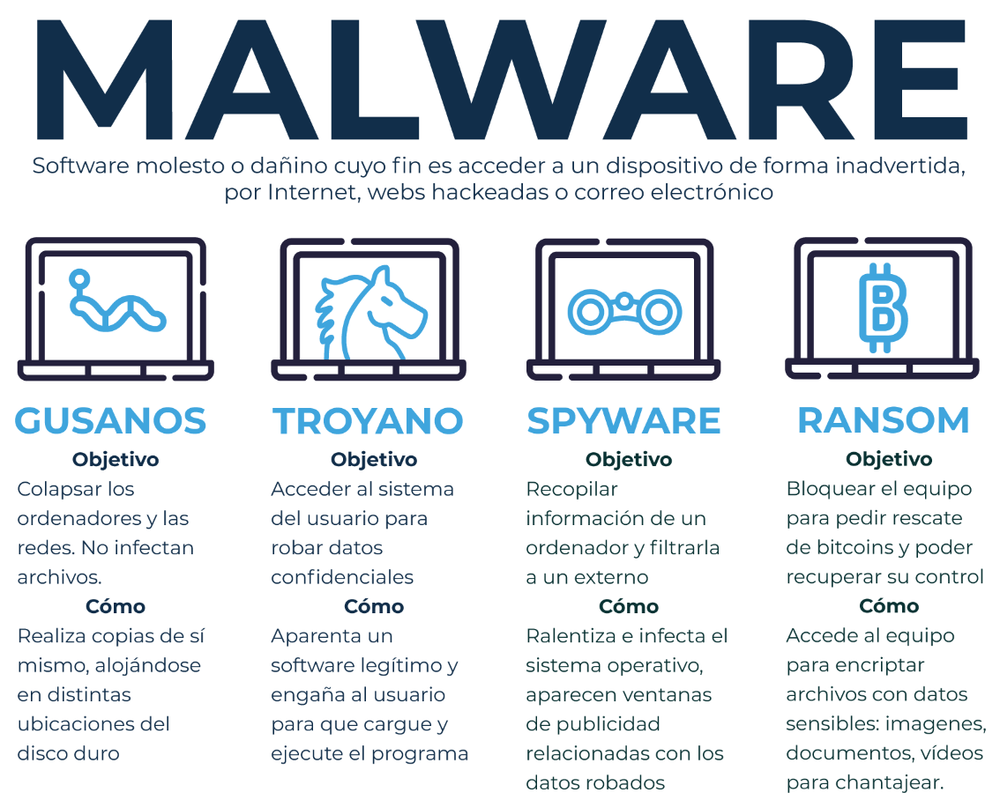 MALWARE
Software molesto o dañino cuyo fin es acceder a un dispositivo de forma inadvertida,
por Internet, webs hackeadas o correo electrónico
GUSANOS
Objetivo
Colapsar los
ordenadores y las
redes. No infectan
archivos.
Cómo
Realiza copias de sí
mismo, alojándose
en distintas
ubicaciones del
disco duro
TROYANO
Objetivo
Acceder al sistema
del usuario para
robar datos
confidenciales
Cómo
Aparenta un
software legítimo y
engaña al usuario
para que cargue y
ejecute el programa
SPYWARE
Objetivo
Recopilar
información de un
ordenador y filtrarla
a un externo
Cómo
Ralentiza e infecta el
sistema operativo,
aparecen ventanas
de publicidad
relacionadas con los
datos robados
RANSOM
Objetivo
Bloquear el equipo
para pedir rescate
de bitcoins y poder
recuperar su control
Cómo
Accede al equipo
para encriptar
archivos con datos
sensibles: imagenes,
documentos, vídeos
para chantajear.